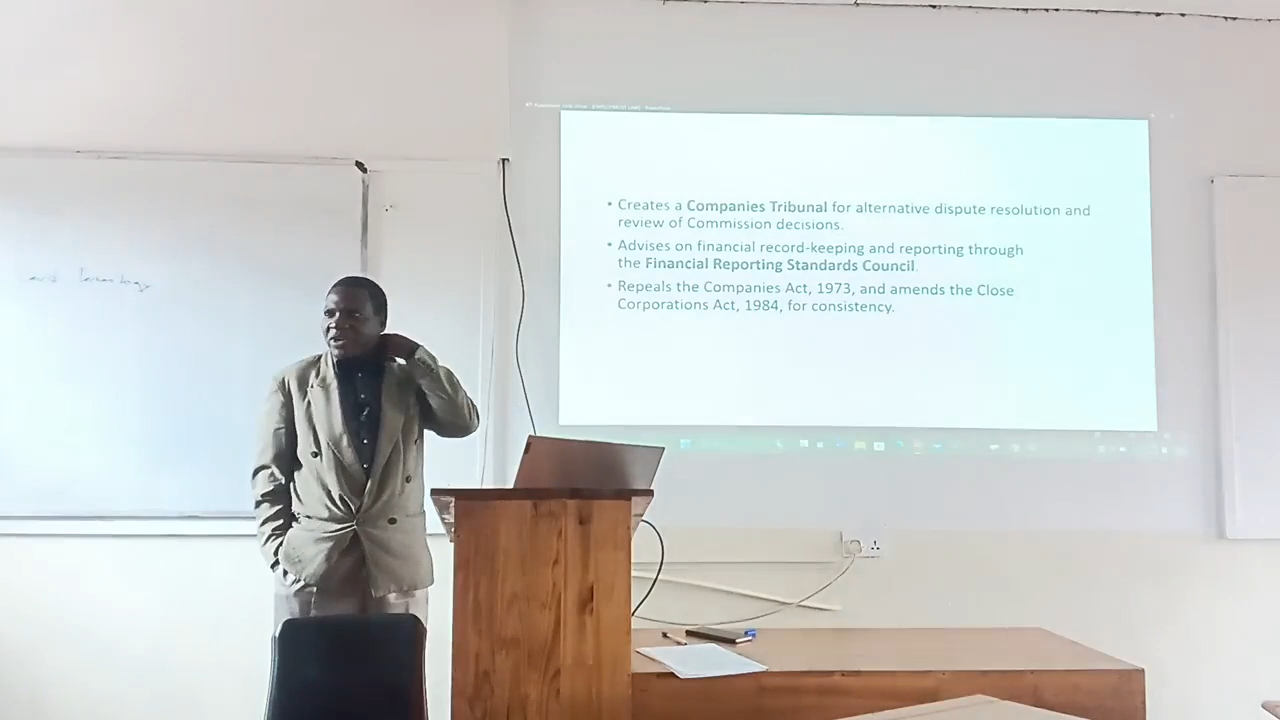 • Creates a Companies Tribunal for alternative dispute resolution and
review of Commission decisions.
• Advises on financial record-keeping and reporting through
the Financial Reporting Standards Council.
• Repeals the Companies Act, 1973, and amends the Close
Corporations Act, 1984, for consistency.